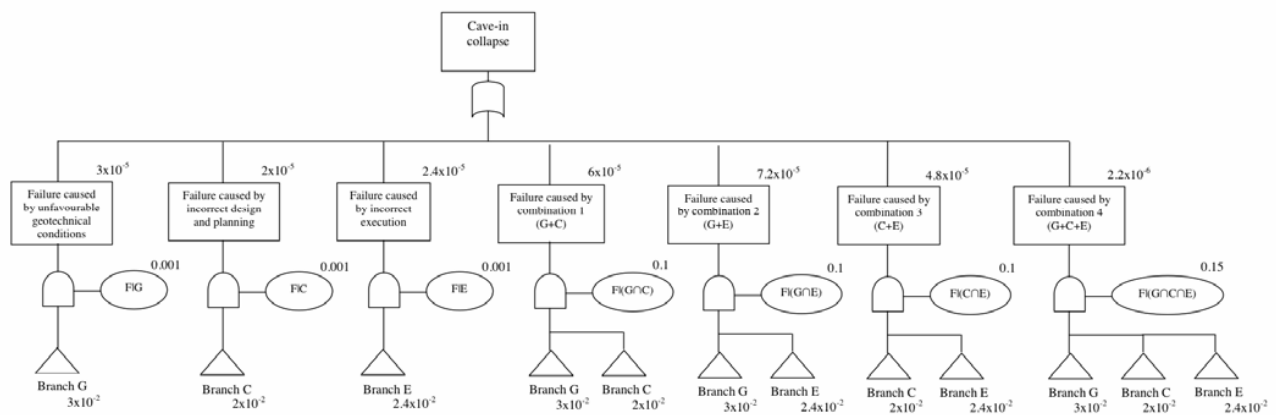 Cave-in
collapse
3x10⁻⁵
Failure caused
by unfavourable
geotechnical
conditions
0.001
F|G
Branch G
3x10⁻²
2x10⁻⁵
Failure caused by
incorrect design
and planning
0.001
F|C
Branch C
2x10⁻²
2.4x10⁻⁵
Failure caused
by incorrect
execution
0.001
F|E
Branch E
2.4x10⁻²
6x10⁻⁵
Failure caused by
combination 1
(G+C)
0.1
F|(G∩C)
Branch G
3x10⁻²
Branch C
2x10⁻²
7.2x10⁻⁵
Failure caused
by combination 2
(G+E)
0.1
F|(G∩E)
Branch G
3x10⁻²
Branch E
2.4x10⁻²
4.8x10⁻⁵
Failure caused by
combination 3
(C+E)
0.1
F|(C∩E)
Branch C
2x10⁻²
Branch E
2.4x10⁻²
2.2x10⁻⁶
Failure caused by
combination 4
(G+C+E)
0.15
F|(G∩C∩E)
Branch G
3x10⁻²
Branch C
2x10⁻²
Branch E
2.4x10⁻²